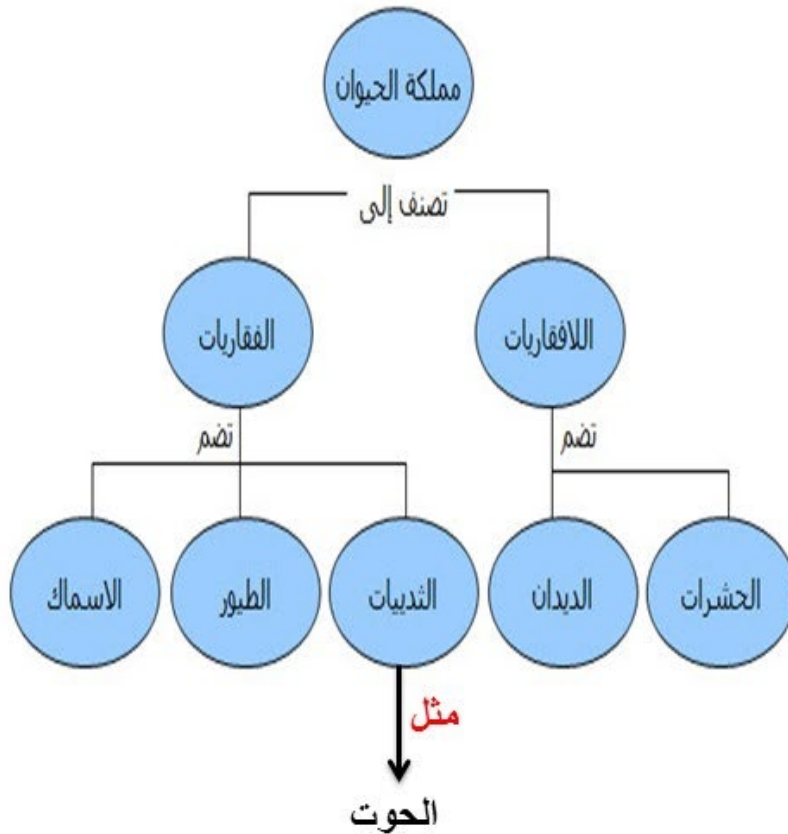 مملكة الحيوان
تصنف إلى
اللافقاريات
الفقاريات
تضم
تضم
الحشرات
الديدان
الثدييات
الطيور
الاسماك
مثل
الحوت